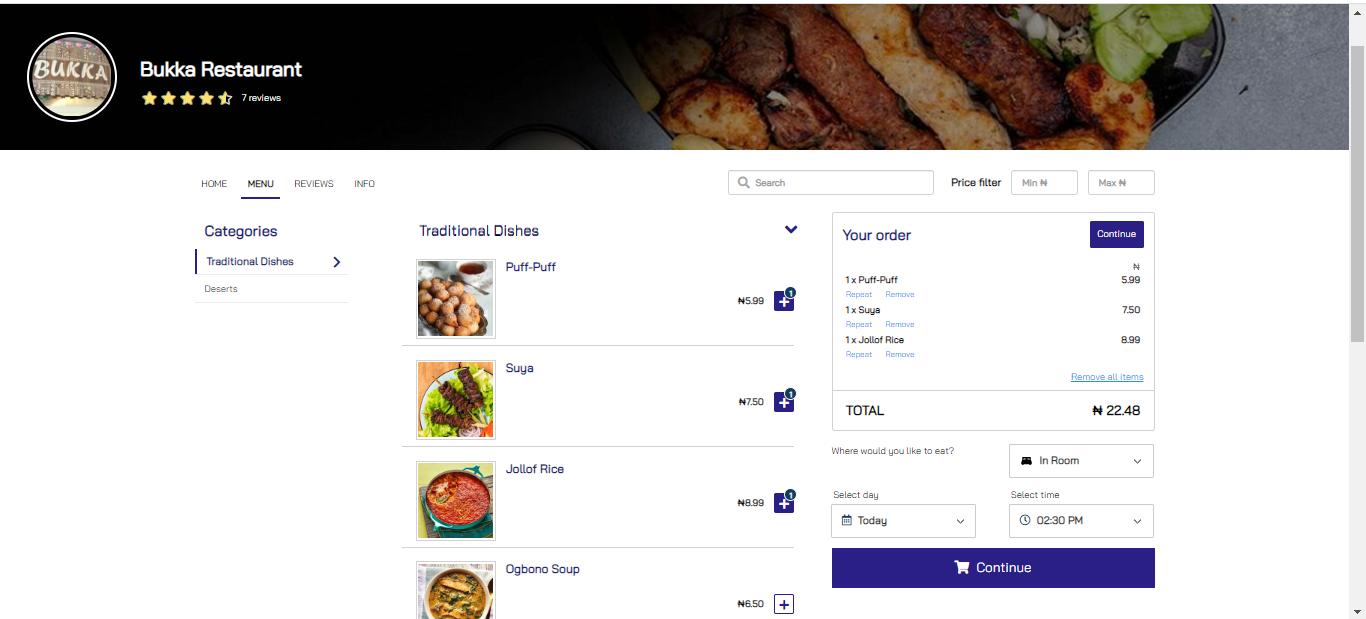 BUKKA
Bukka Restaurant
7 reviews
HOME MENU REVIEWS INFO
Search
Price filter
Min ₦
Max ₦
Categories
Traditional Dishes
Deserts
Traditional Dishes
Puff-Puff
₦5.99
1
Suya
₦7.50
1
Jollof Rice
₦8.99
1
Ogbono Soup
₦6.50
Your order
Continue
₦
1 x Puff-Puff 5.99
Repeat Remove
1 x Suya 7.50
Repeat Remove
1 x Jollof Rice 8.99
Repeat Remove
Remove all items
TOTAL ₦ 22.48
Where would you like to eat?
In Room
Select day
Today
Select time
02:30 PM
Continue